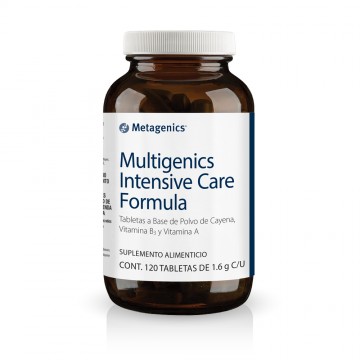 Metagenics®
Multigenics
Intensive Care
Formula
Tabletas a Base de Polvo de Cayena,
Vitamina B₅ y Vitamina A
SUPLEMENTO ALIMENTICIO
CONT. 120 TABLETAS DE 1.6 g C/U